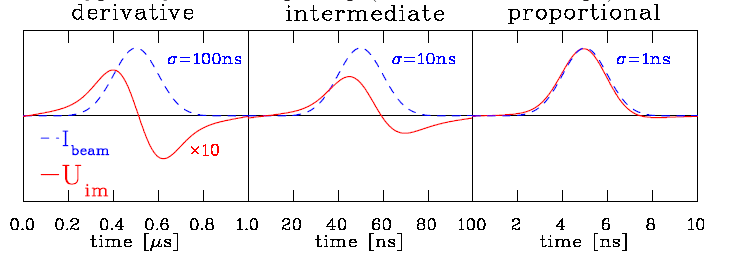 derivative intermediate proportional
σ=100ns σ=10ns σ=1ns
I beam
×10
U im
0.0 0.2 0.4 0.6 0.8 1.0 20 40 60 80 100 2 4 6 8 10
time [μs] time [ns] time [ns]